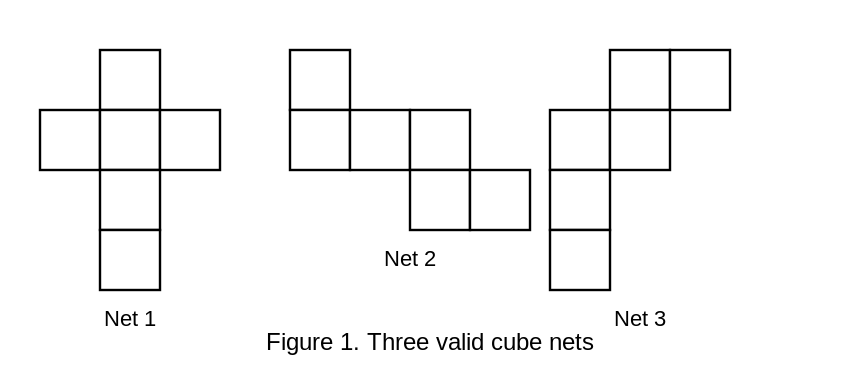 Net 1
Net 2
Net 3
Figure 1. Three valid cube nets